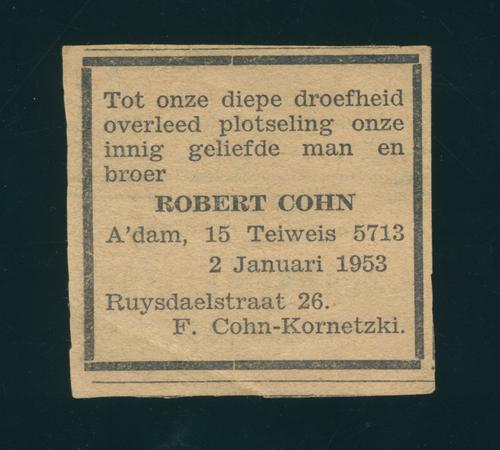 Tot onze diepe droefheid
overleed plotseling onze
innig geliefde man en
broer
ROBERT COHN
A'dam, 15 Teiweis 5713
2 Januari 1953
Ruysdaelstraat 26.
F. Cohn-Kornetzki.